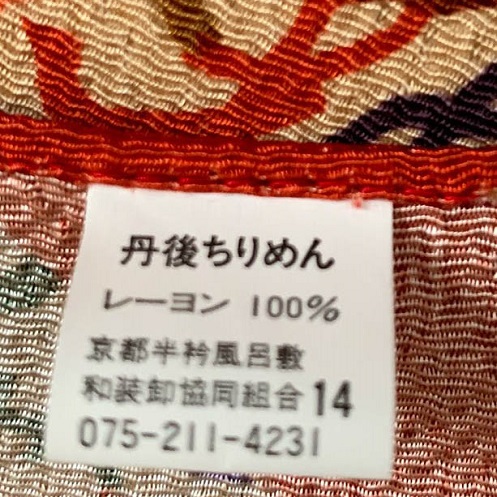 丹後ちりめん
レーヨン 100%
京都半衿風呂敷
和装卸協同組合 14
075-211-4231